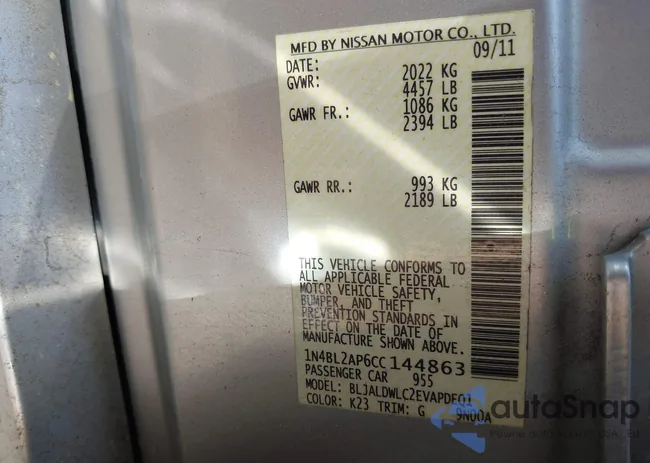 MFD BY NISSAN MOTOR CO., LTD.
DATE: 09/11
GVWR: 2022 KG
4457 LB
GAWR FR.: 1086 KG
2394 LB
GAWR RR.: 993 KG
2189 LB
THIS VEHICLE CONFORMS TO
ALL APPLICABLE FEDERAL
MOTOR VEHICLE SAFETY,
BUMPER, AND THEFT
PREVENTION STANDARDS IN
EFFECT ON THE DATE OF
MANUFACTURE SHOWN ABOVE.
1N4BL2AP6CC144863
PASSENGER CAR 955
MODEL: BLJALDWLC2EVAPDFQ1
COLOR: K23 TRIM: G 9N00A
autoSnap